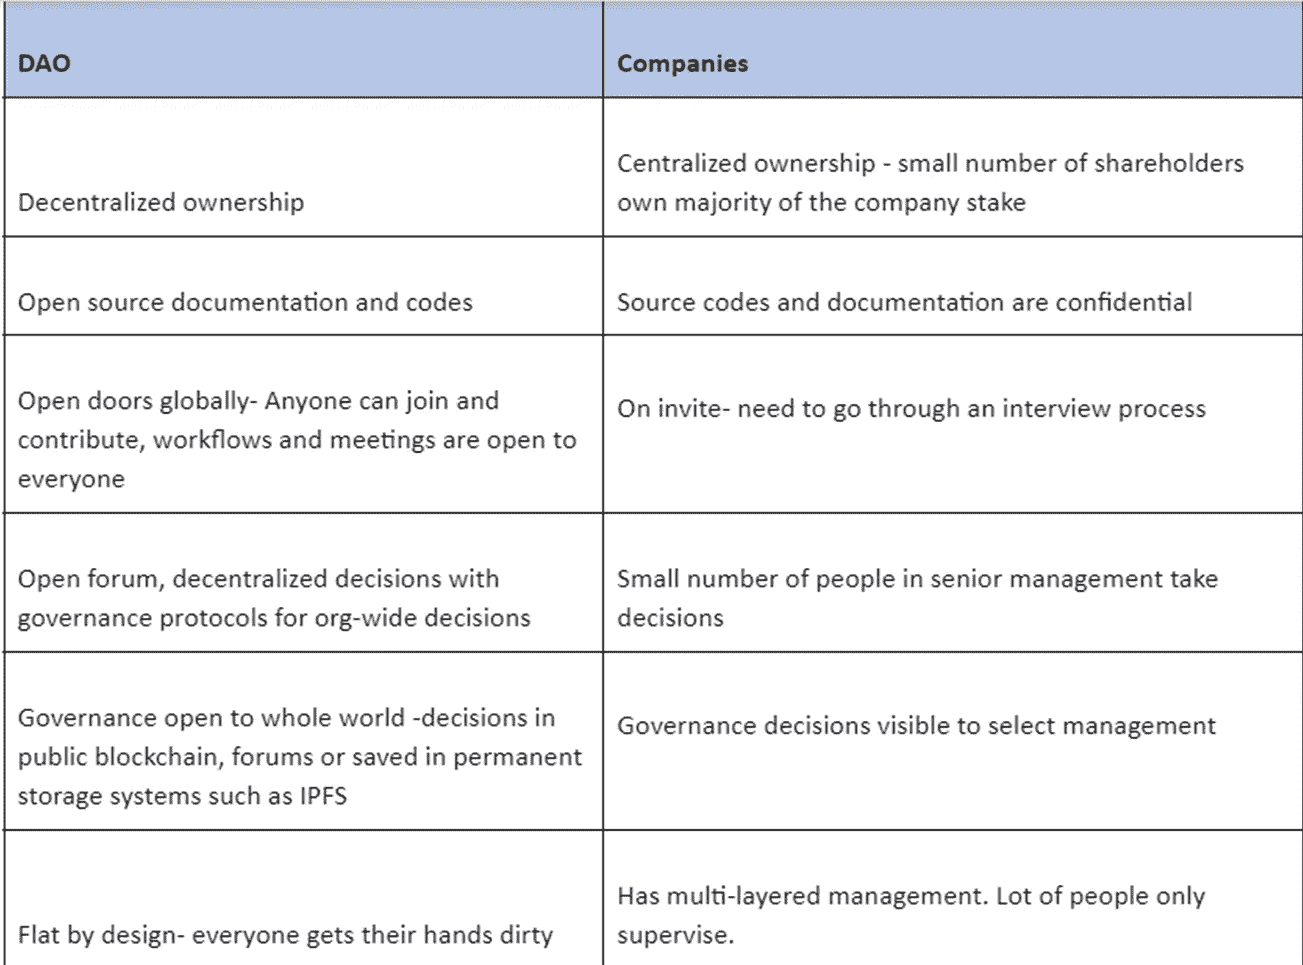 DAO
Companies
Decentralized ownership
Centralized ownership - small number of shareholders
own majority of the company stake
Open source documentation and codes
Source codes and documentation are confidential
Open doors globally- Anyone can join and
contribute, workflows and meetings are open to
everyone
On invite- need to go through an interview process
Open forum, decentralized decisions with
governance protocols for org-wide decisions
Small number of people in senior management take
decisions
Governance open to whole world -decisions in
public blockchain, forums or saved in permanent
storage systems such as IPFS
Governance decisions visible to select management
Flat by design- everyone gets their hands dirty
Has multi-layered management. Lot of people only
supervise.